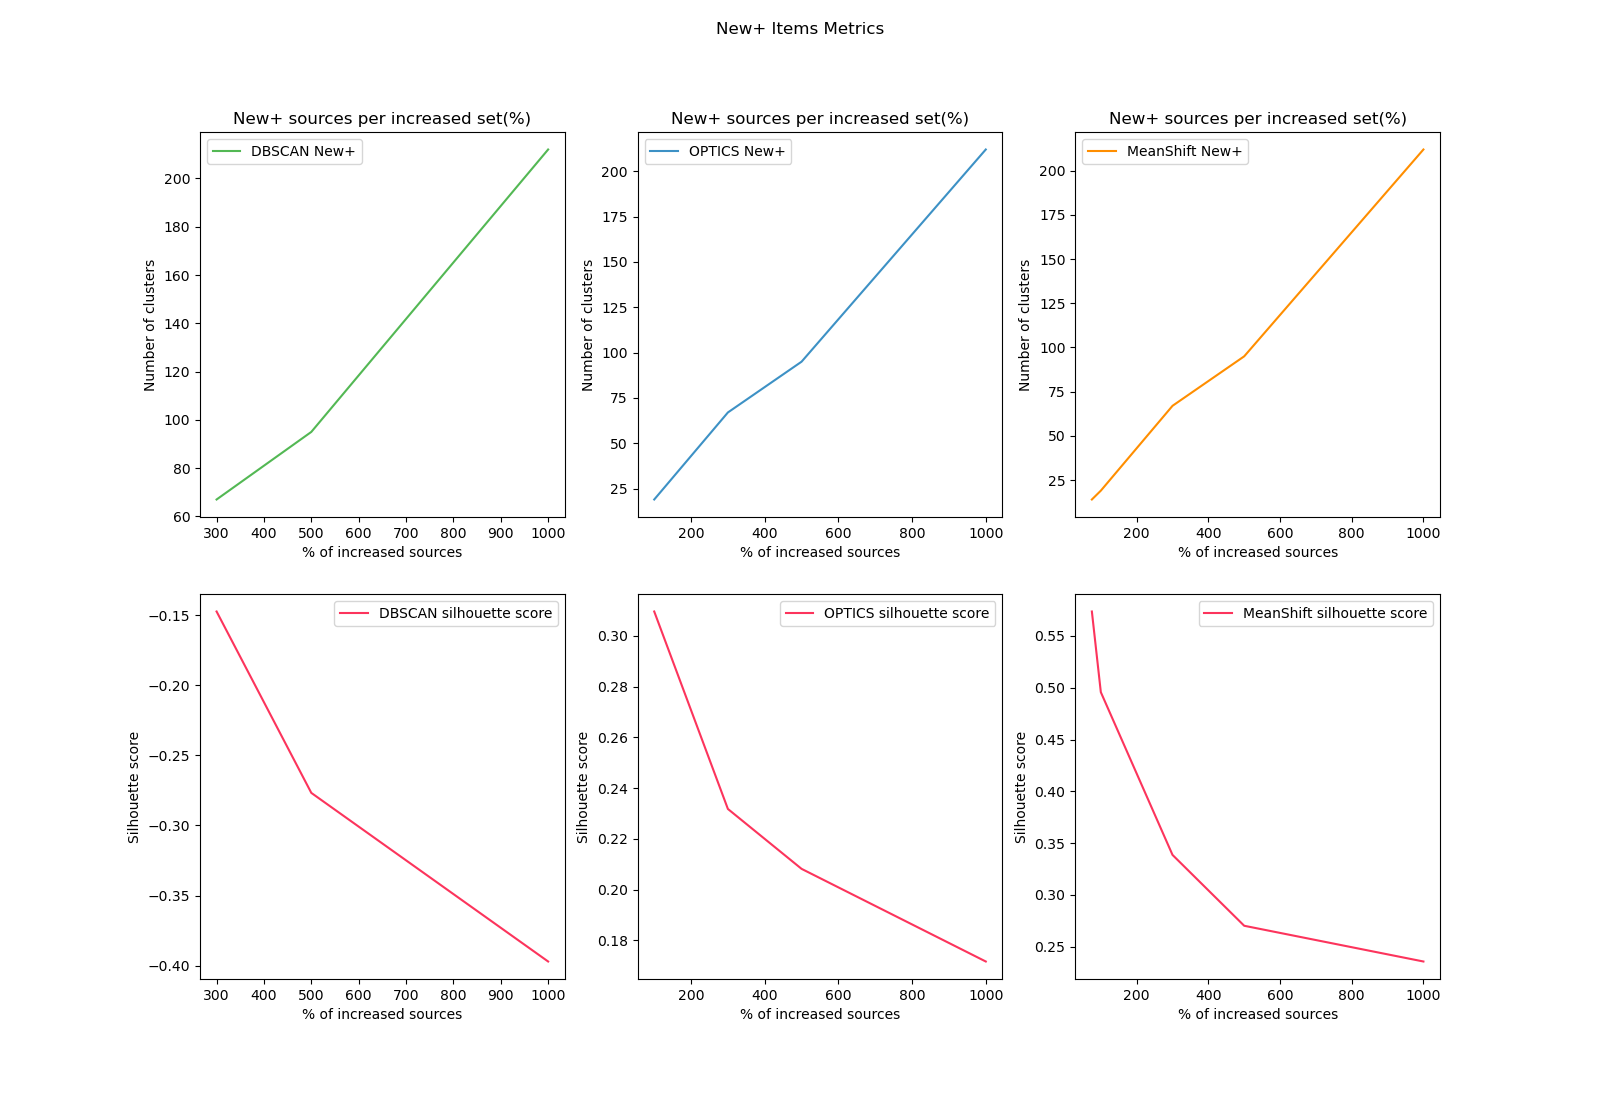 New+ Items Metrics
New+ sources per increased set(%)
DBSCAN New+
Number of clusters
200
180
160
140
120
100
80
60
300 400 500 600 700 800 900 1000
% of increased sources
New+ sources per increased set(%)
OPTICS New+
Number of clusters
200
175
150
125
100
75
50
25
200 400 600 800 1000
% of increased sources
New+ sources per increased set(%)
MeanShift New+
Number of clusters
200
175
150
125
100
75
50
25
200 400 600 800 1000
% of increased sources
DBSCAN silhouette score
Silhouette score
−0.15
−0.20
−0.25
−0.30
−0.35
−0.40
300 400 500 600 700 800 900 1000
% of increased sources
OPTICS silhouette score
Silhouette score
0.30
0.28
0.26
0.24
0.22
0.20
0.18
200 400 600 800 1000
% of increased sources
MeanShift silhouette score
Silhouette score
0.55
0.50
0.45
0.40
0.35
0.30
0.25
200 400 600 800 1000
% of increased sources